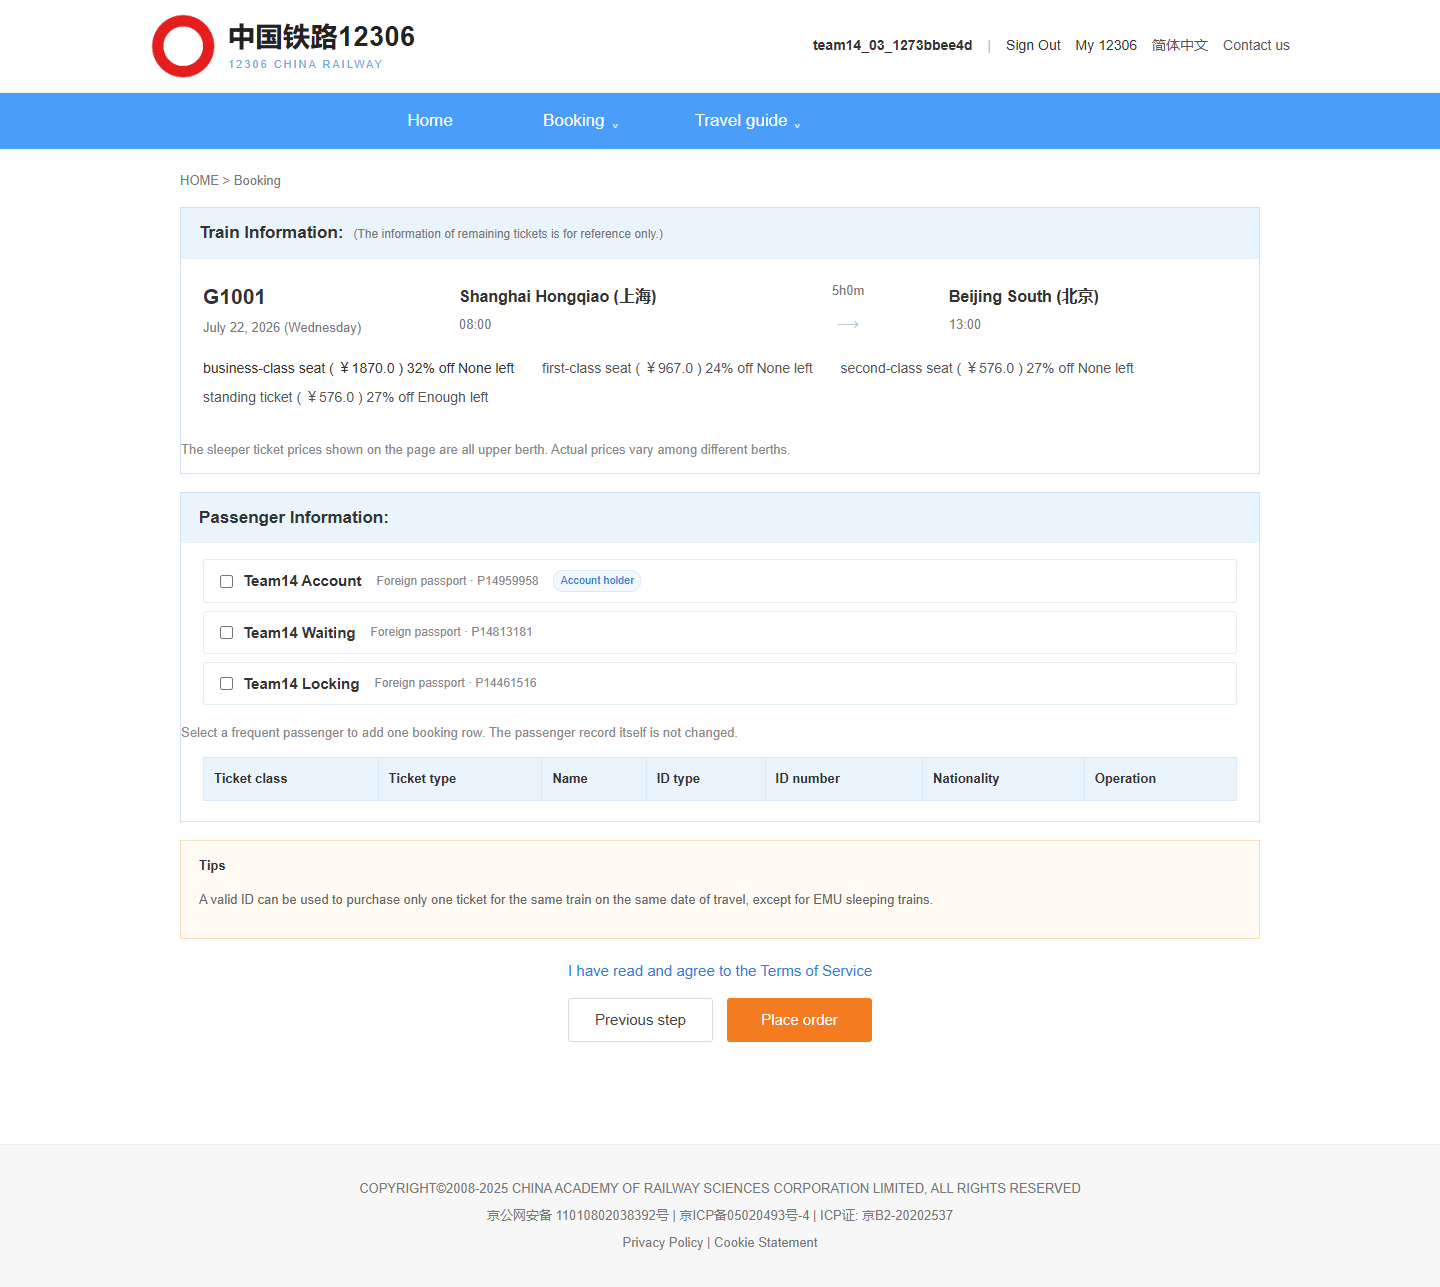 中国铁路12306
12306 CHINA RAILWAY
team14_03_1273bbee4d | Sign Out My 12306 简体中文 Contact us
Home Booking Travel guide
HOME > Booking
Train Information: (The information of remaining tickets is for reference only.)
G1001 Shanghai Hongqiao (上海) 5h0m Beijing South (北京)
July 22, 2026 (Wednesday) 08:00 → 13:00
business-class seat ( ¥1870.0 ) 32% off None left first-class seat ( ¥967.0 ) 24% off None left second-class seat ( ¥576.0 ) 27% off None left
standing ticket ( ¥576.0 ) 27% off Enough left
The sleeper ticket prices shown on the page are all upper berth. Actual prices vary among different berths.
Passenger Information:
Team14 Account Foreign passport · P14959958 Account holder
Team14 Waiting Foreign passport · P14813181
Team14 Locking Foreign passport · P14461516
Select a frequent passenger to add one booking row. The passenger record itself is not changed.
Ticket class Ticket type Name ID type ID number Nationality Operation
Tips
A valid ID can be used to purchase only one ticket for the same train on the same date of travel, except for EMU sleeping trains.
I have read and agree to the Terms of Service
Previous step Place order
COPYRIGHT©2008-2025 CHINA ACADEMY OF RAILWAY SCIENCES CORPORATION LIMITED, ALL RIGHTS RESERVED
京公网安备 11010802038392号 | 京ICP备05020493号-4 | ICP证: 京B2-20202537
Privacy Policy | Cookie Statement